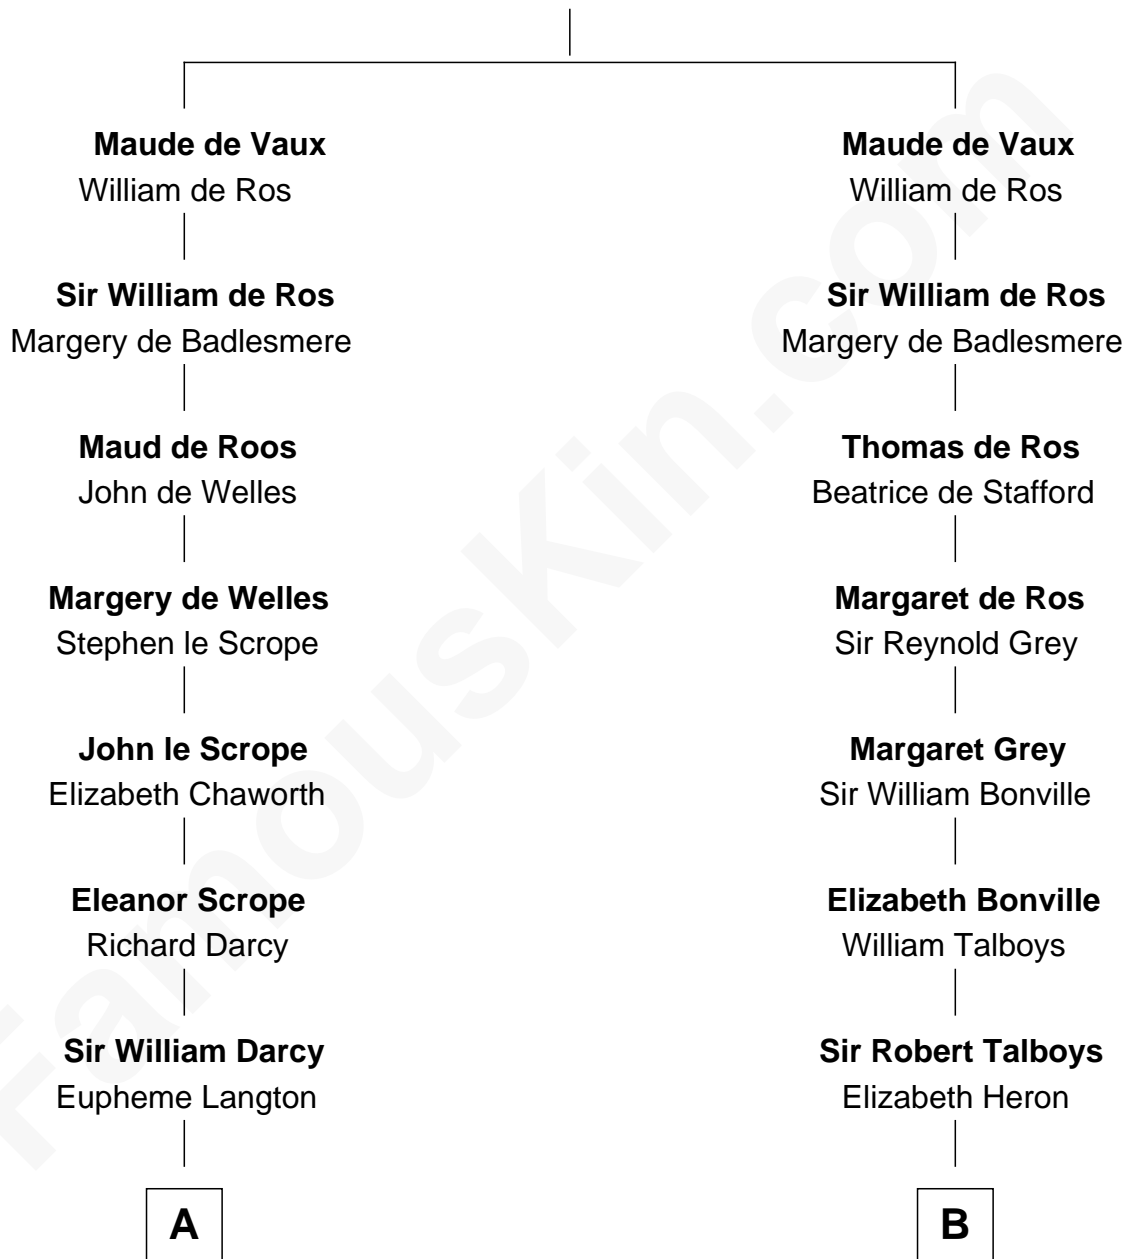 Maude de Vaux
William de Ros
Sir William de Ros
Margery de Badlesmere
Maud de Roos
John de Welles
Margery de Welles
Stephen le Scrope
John le Scrope
Elizabeth Chaworth
Eleanor Scrope
Richard Darcy
Sir William Darcy
Eupheme Langton
A
Maude de Vaux
William de Ros
Sir William de Ros
Margery de Badlesmere
Thomas de Ros
Beatrice de Stafford
Margaret de Ros
Sir Reynold Grey
Margaret Grey
Sir William Bonville
Elizabeth Bonville
William Talboys
Sir Robert Talboys
Elizabeth Heron
B
FamousKin.com